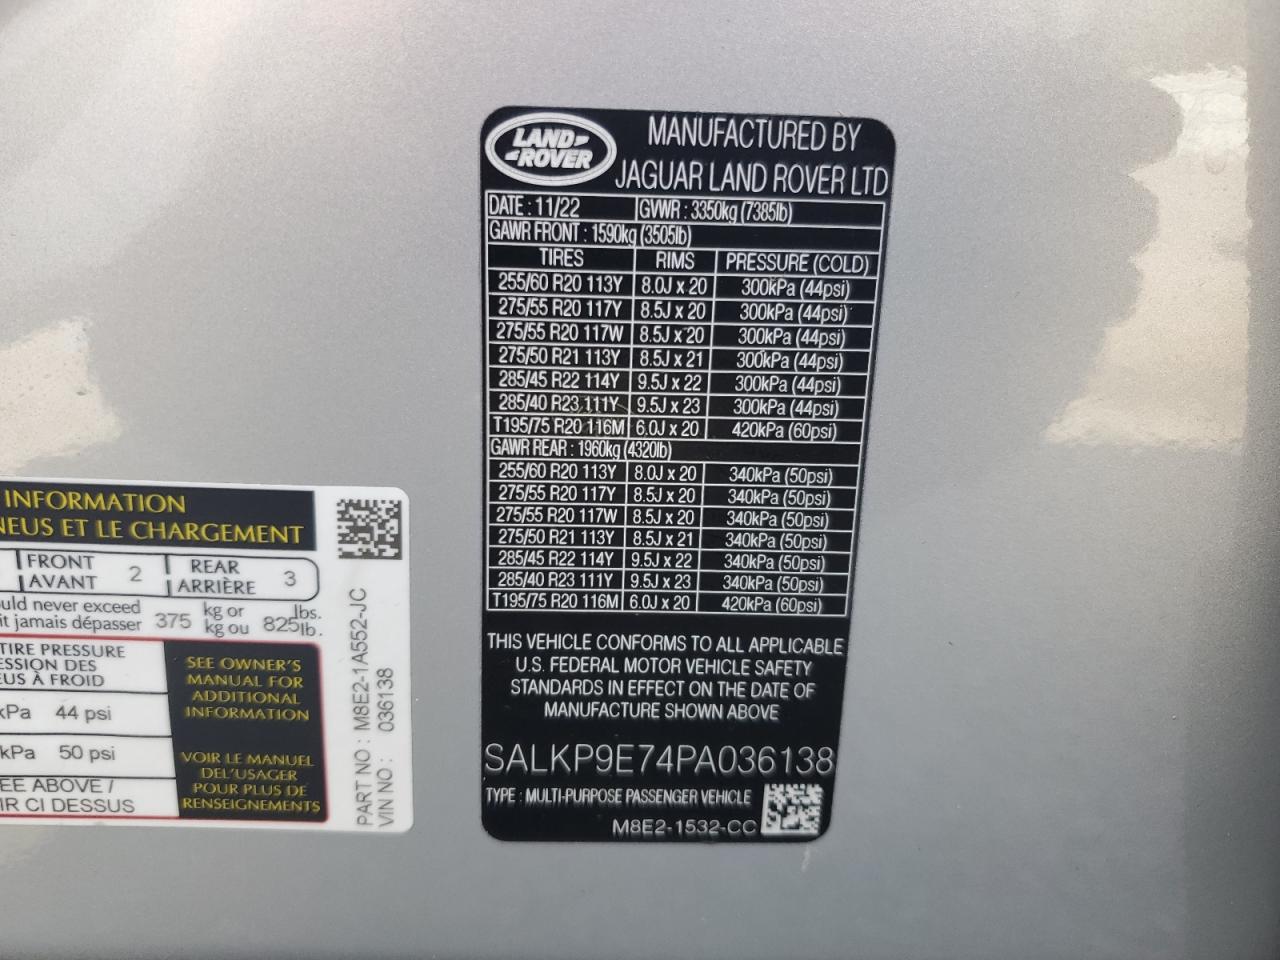 LAND
ROVER
MANUFACTURED BY
JAGUAR LAND ROVER LTD
DATE : 11/22 GVWR : 3350kg (7385lb)
GAWR FRONT : 1590kg (3505lb)
TIRES RIMS PRESSURE (COLD)
255/60 R20 113Y 8.0J x 20 300kPa (44psi)
275/55 R20 117Y 8.5J x 20 300kPa (44psi)
275/55 R20 117W 8.5J x 20 300kPa (44psi)
275/50 R21 113Y 8.5J x 21 300kPa (44psi)
285/45 R22 114Y 9.5J x 22 300kPa (44psi)
285/40 R23 111Y 9.5J x 23 300kPa (44psi)
T195/75 R20 116M 6.0J x 20 420kPa (60psi)
GAWR REAR : 1960kg (4320lb)
255/60 R20 113Y 8.0J x 20 340kPa (50psi)
275/55 R20 117Y 8.5J x 20 340kPa (50psi)
275/55 R20 117W 8.5J x 20 340kPa (50psi)
275/50 R21 113Y 8.5J x 21 340kPa (50psi)
285/45 R22 114Y 9.5J x 22 340kPa (50psi)
285/40 R23 111Y 9.5J x 23 340kPa (50psi)
T195/75 R20 116M 6.0J x 20 420kPa (60psi)
THIS VEHICLE CONFORMS TO ALL APPLICABLE
U.S. FEDERAL MOTOR VEHICLE SAFETY
STANDARDS IN EFFECT ON THE DATE OF
MANUFACTURE SHOWN ABOVE
SALKP9E74PA036138
TYPE : MULTI-PURPOSE PASSENGER VEHICLE
M8E2-1532-CC
INFORMATION
NEUS ET LE CHARGEMENT
FRONT 2 REAR 3
AVANT ARRIÈRE
uld never exceed 375 kg or 825 lbs.
it jamais dépasser kg ou lb.
TIRE PRESSURE
ESSION DES
EUS À FROID
kPa 44 psi
kPa 50 psi
EE ABOVE /
IR CI DESSUS
SEE OWNER'S
MANUAL FOR
ADDITIONAL
INFORMATION
VOIR LE MANUEL
DEL'USAGER
POUR PLUS DE
RENSEIGNEMENTS
PART NO : M8E2-1A552-JC
VIN NO : 036138